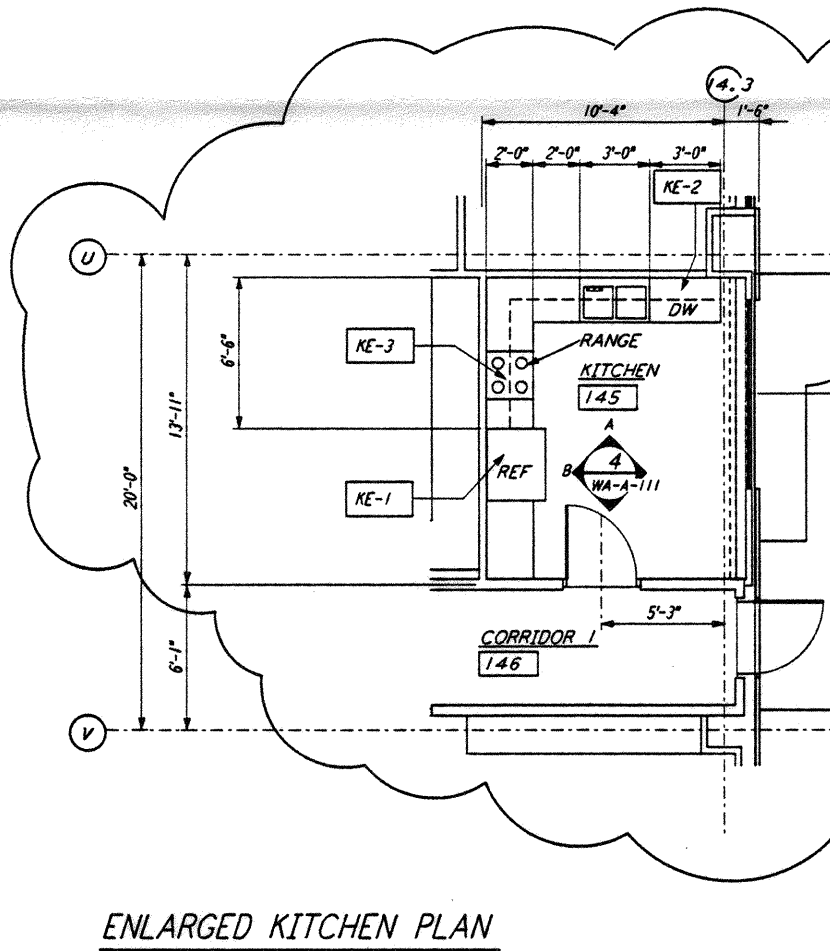 14.3
10'-4"
1'-6"
2'-0"
2'-0"
3'-0"
3'-0"
KE-2
U
DW
6'-6"
KE-3
RANGE
KITCHEN
145
13'-11"
20'-0"
A
4
B
WA-A-111
REF
KE-1
5'-3"
CORRIDOR 1
146
6'-1"
V
ENLARGED KITCHEN PLAN